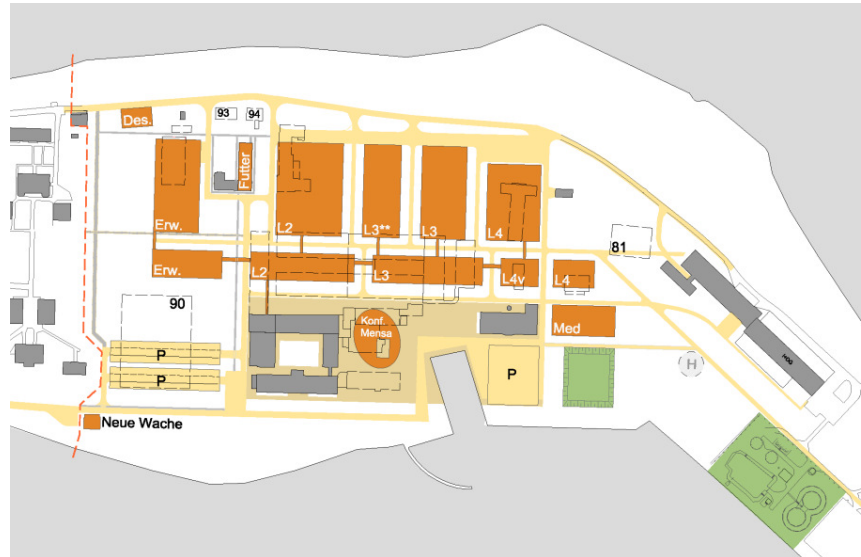 Des.
93
94
Futter
Erw.
L2
L3**
L3
L4
81
Erw.
L2
L3
L4v
L4
90
Konf.
Mensa
Med
P
P
P
H
Neue Wache